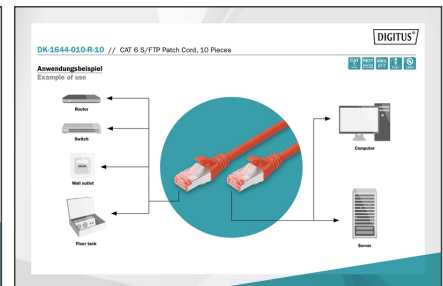 DIGITUS®
DK-1644-010-R-10 // CAT 6 S/FTP Patch Cord, 10 Pieces
Anwendungsbeispiel
Example of use
Router
Switch
Wall outlet
Floor tank
Computer
Server